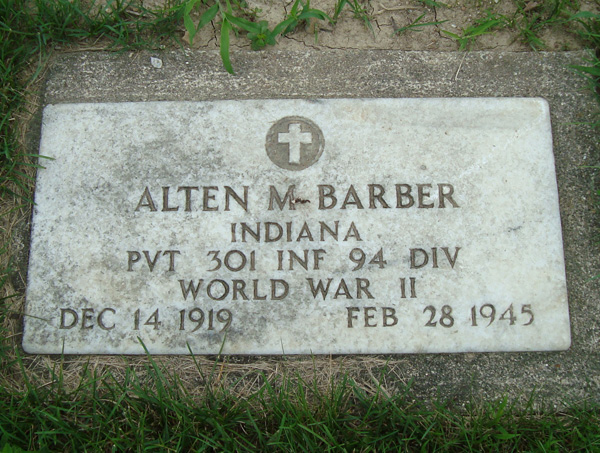 ALTEN M BARBER
INDIANA
PVT 301 INF 94 DIV
WORLD WAR II
DEC 14 1919 FEB 28 1945